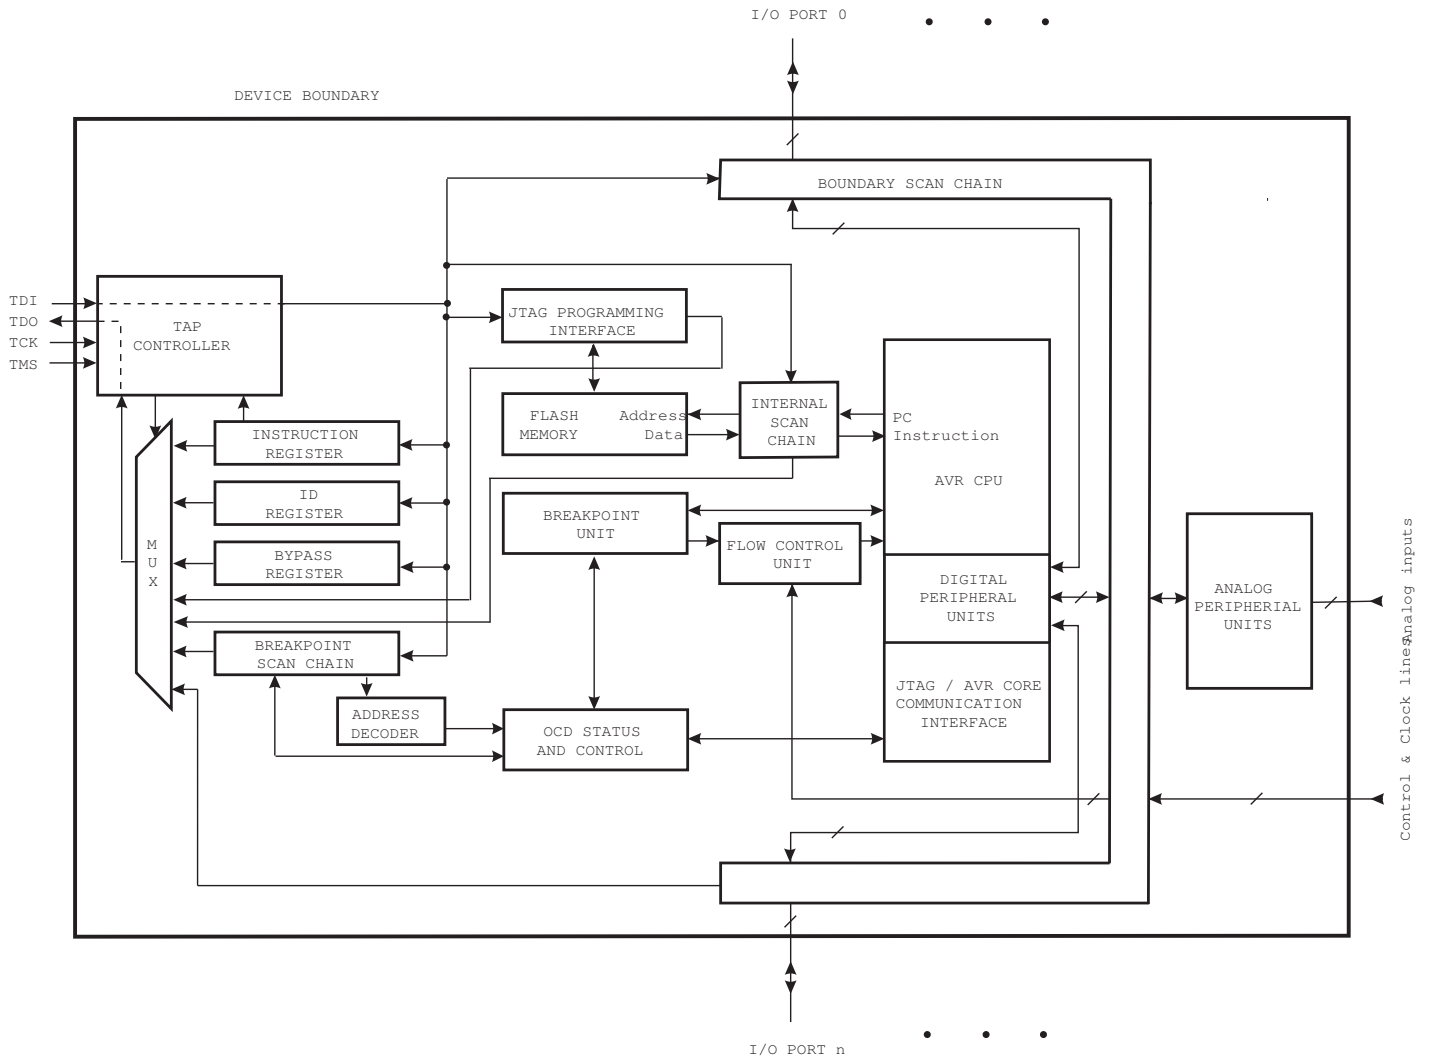 I/O PORT 0
DEVICE BOUNDARY
BOUNDARY SCAN CHAIN
TDI
TDO
TCK
TMS
TAP
CONTROLLER
JTAG PROGRAMMING
INTERFACE
FLASH
MEMORY
Address
Data
INTERNAL
SCAN
CHAIN
PC
Instruction
AVR CPU
INSTRUCTION
REGISTER
ID
REGISTER
M
U
X
BYPASS
REGISTER
BREAKPOINT
UNIT
FLOW CONTROL
UNIT
DIGITAL
PERIPHERAL
UNITS
ANALOG
PERIPHERIAL
UNITS
Analog inputs
BREAKPOINT
SCAN CHAIN
ADDRESS
DECODER
OCD STATUS
AND CONTROL
JTAG / AVR CORE
COMMUNICATION
INTERFACE
Control & Clock lines
I/O PORT n